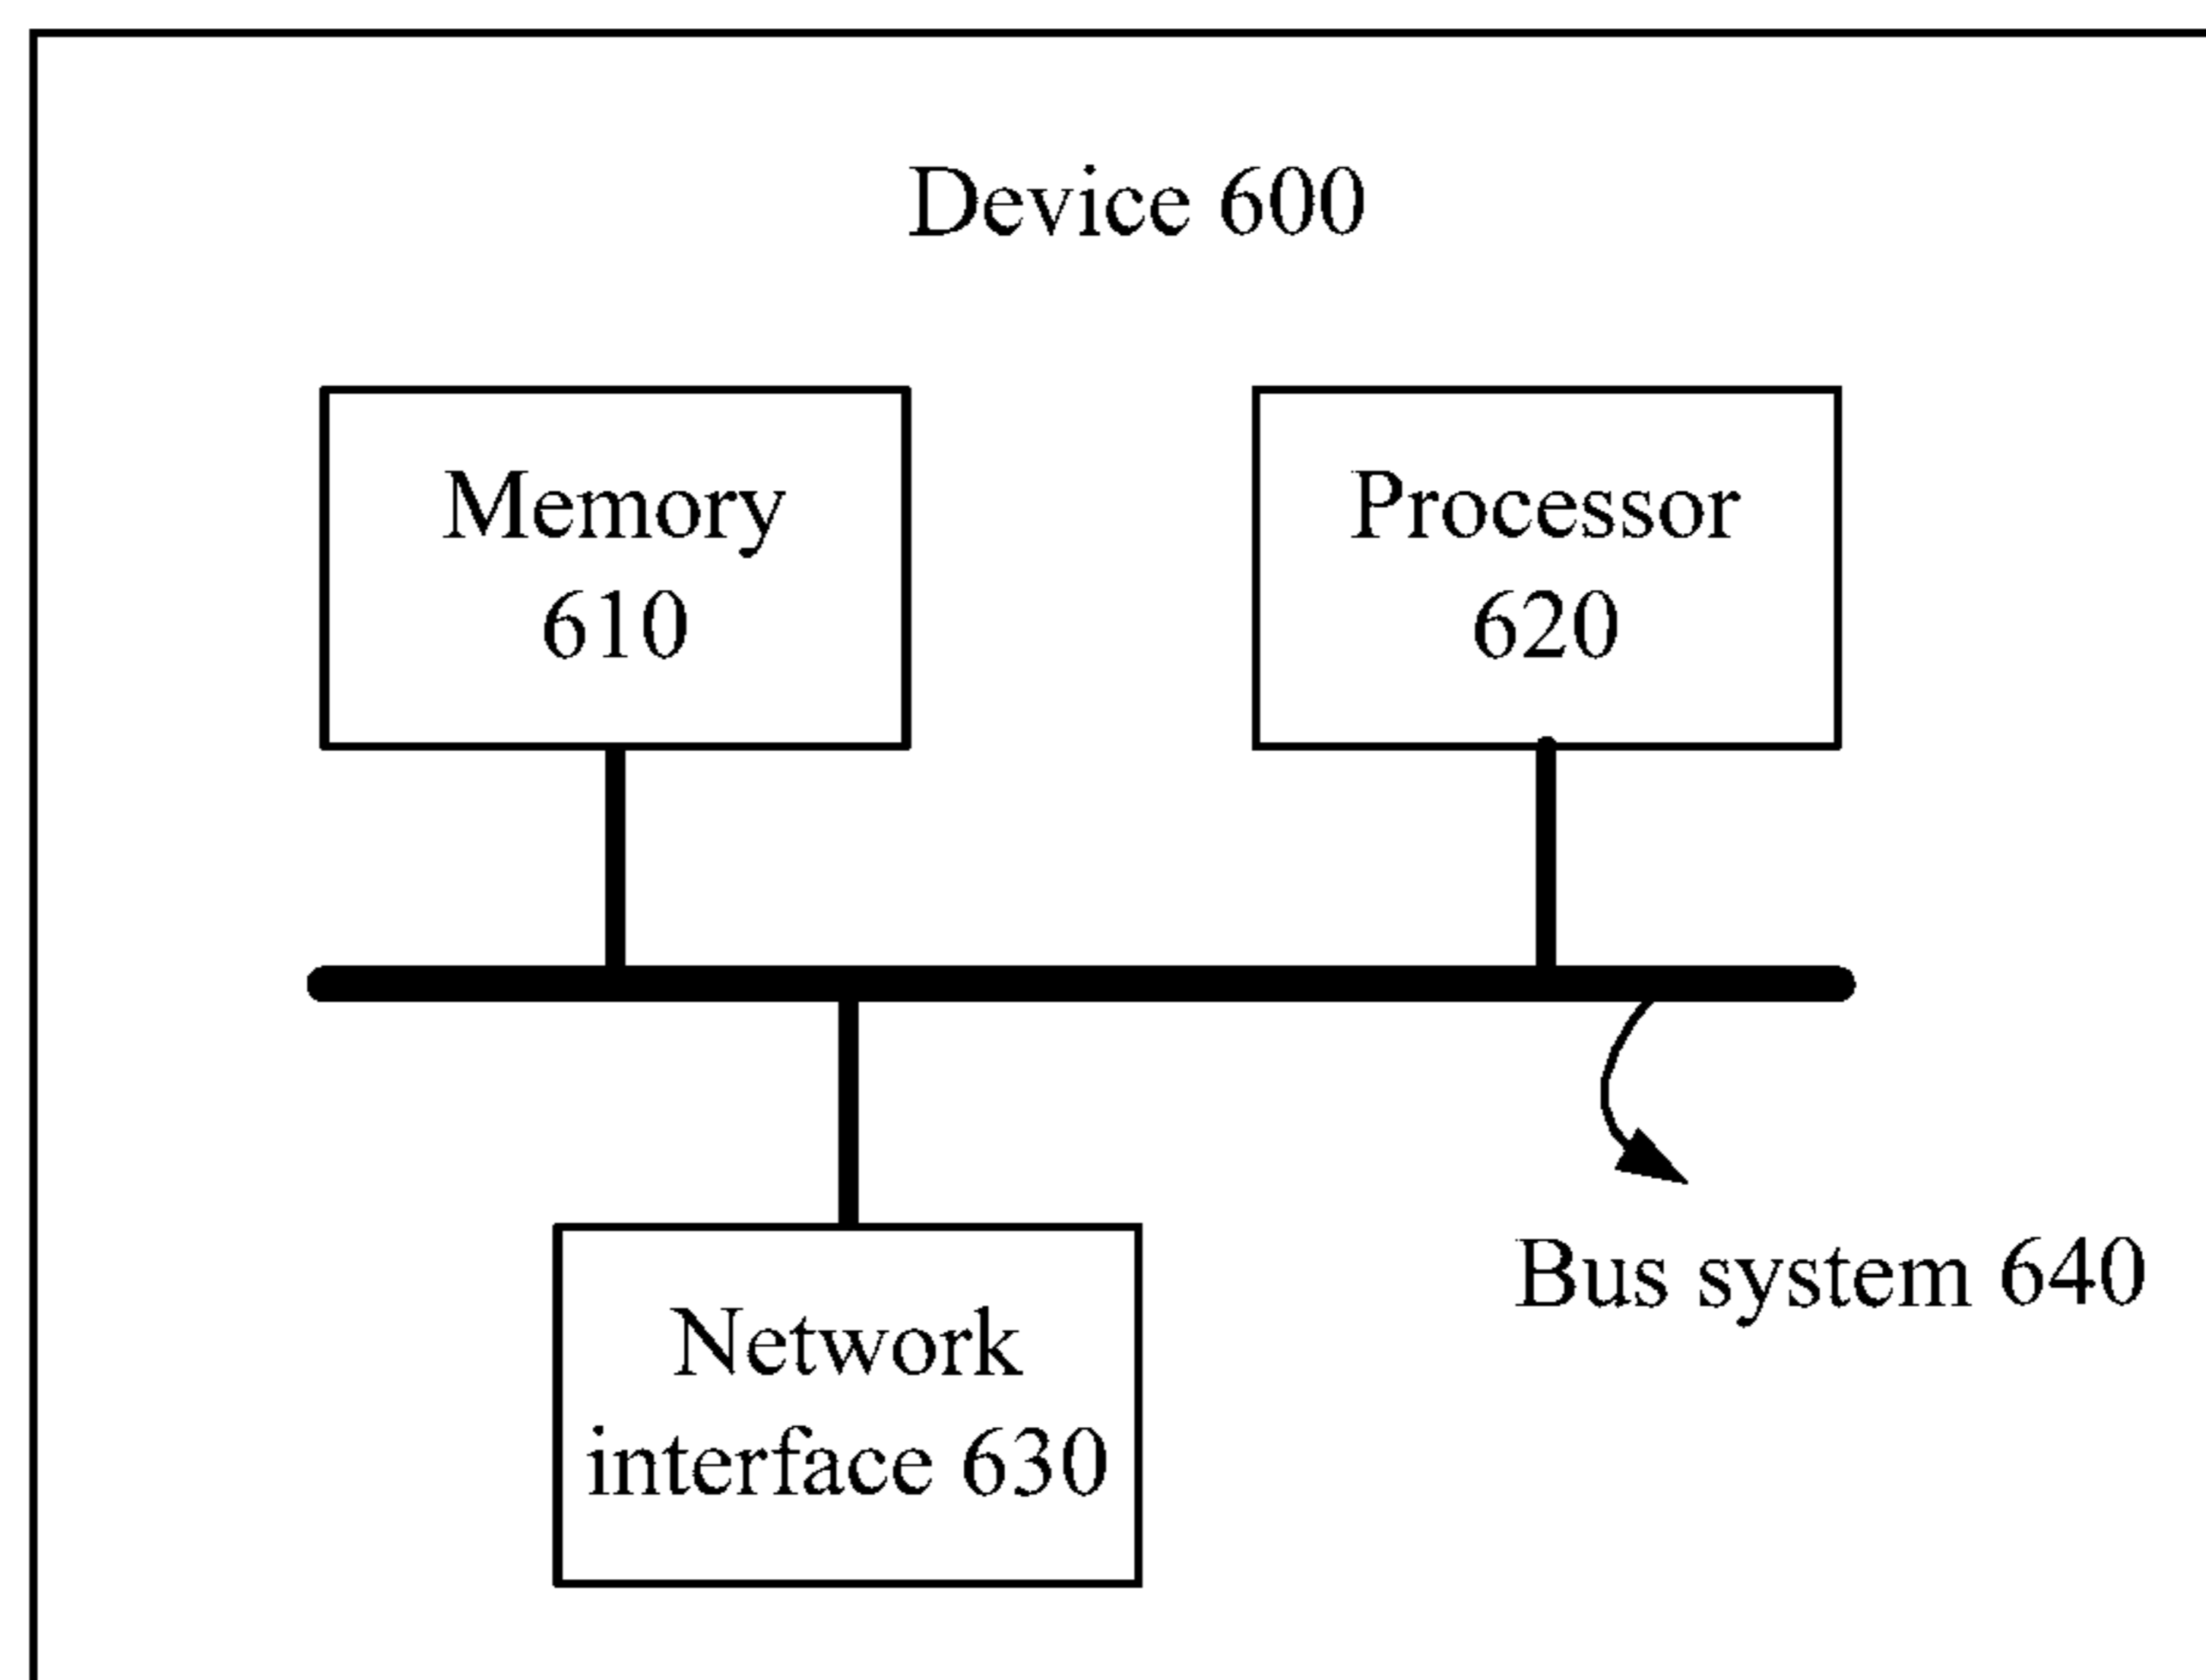 Device 600
Memory
610
Processor
620
Bus system 640
Network
interface 630